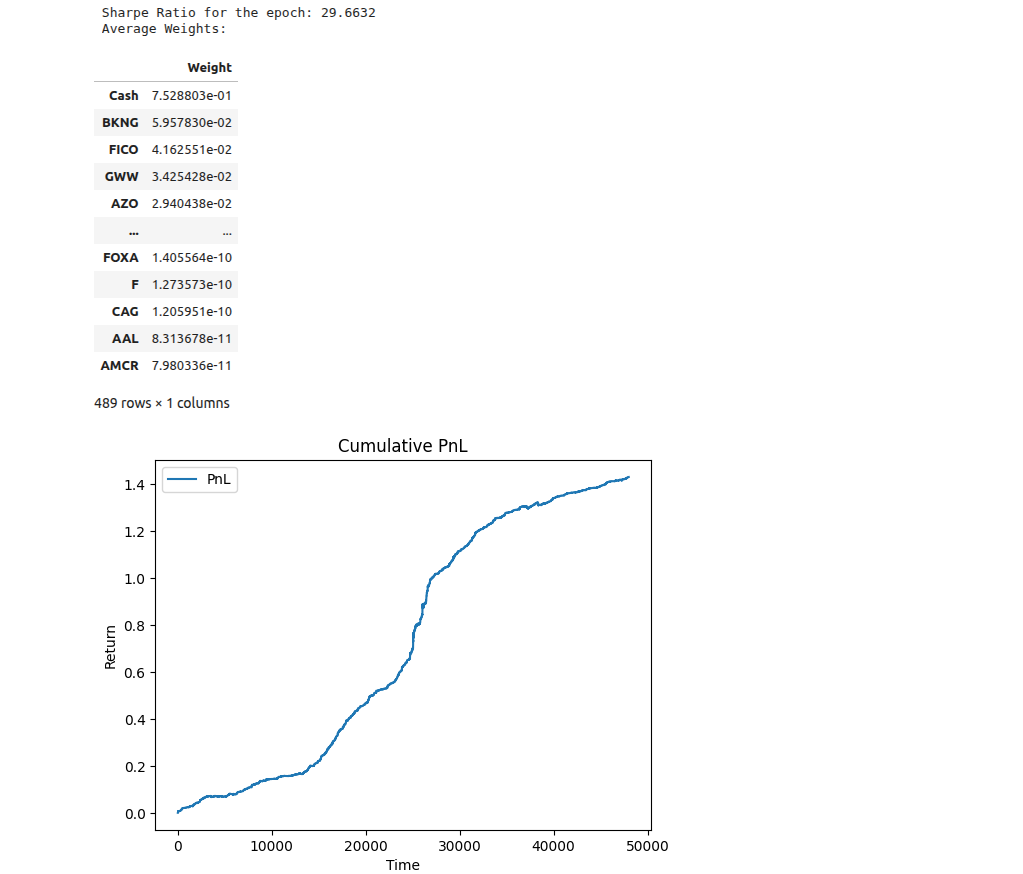 Sharpe Ratio for the epoch: 29.6632
Average Weights:
Weight
Cash 7.528803e-01
BKNG 5.957830e-02
FICO 4.162551e-02
GWW 3.425428e-02
AZO 2.940438e-02
... ...
FOXA 1.405564e-10
F 1.273573e-10
CAG 1.205951e-10
AAL 8.313678e-11
AMCR 7.980336e-11
489 rows × 1 columns
Cumulative PnL
PnL
1.4
1.2
1.0
0.8
0.6
0.4
0.2
0.0
Return
0 10000 20000 30000 40000 50000
Time